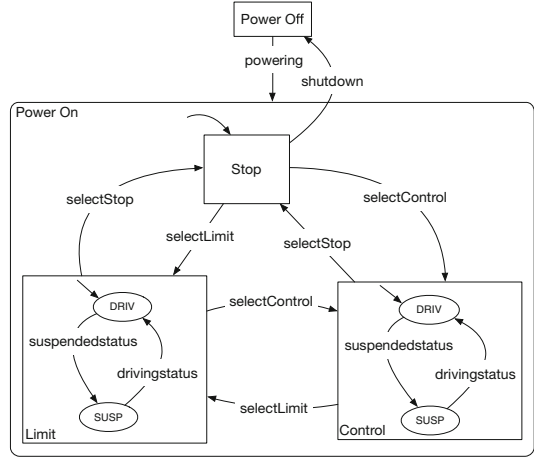 Power Off
powering
shutdown
Power On
Stop
selectStop
selectControl
selectLimit
selectStop
DRIV
suspendedstatus
drivingstatus
SUSP
Limit
selectControl
selectLimit
DRIV
suspendedstatus
drivingstatus
SUSP
Control